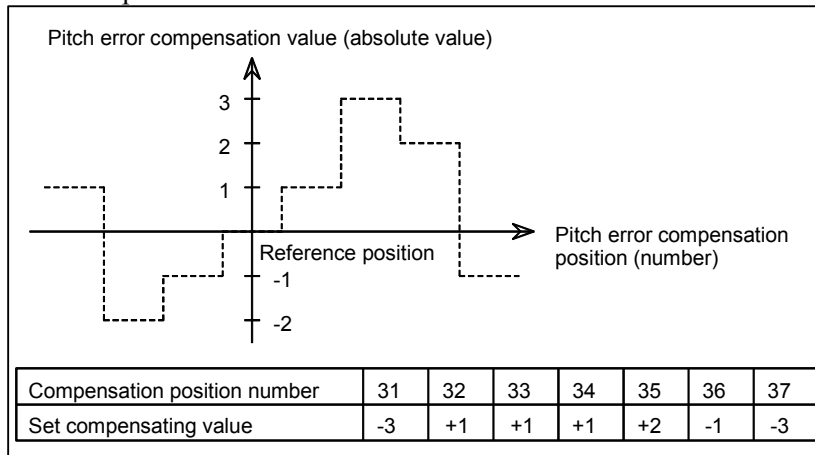 Pitch error compensation value (absolute value)
3
2
1
Reference position
Pitch error compensation
position (number)
-1
-2
Compensation position number 31 32 33 34 35 36 37
Set compensating value -3 +1 +1 +1 +2 -1 -3